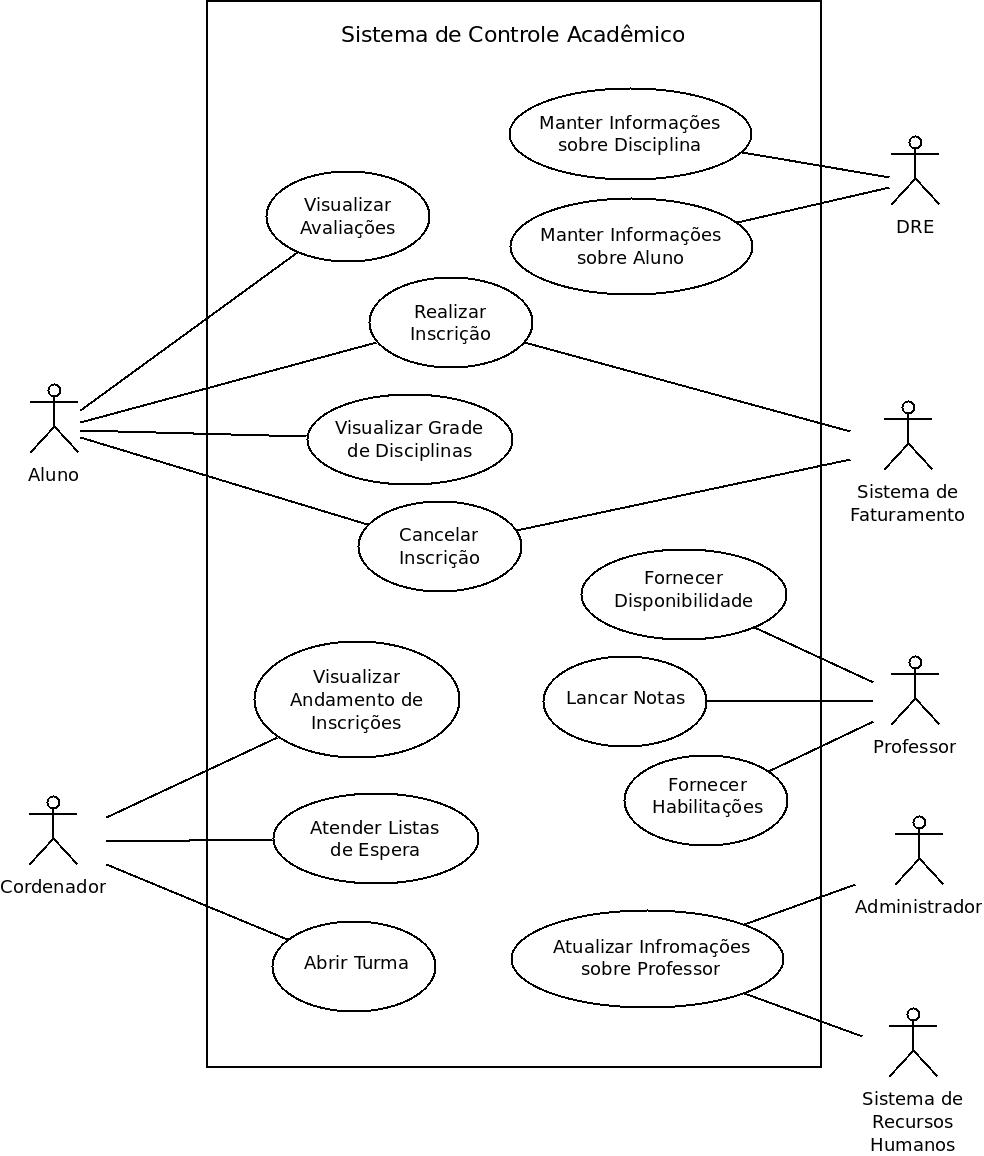 Sistema de Controle Acadêmico
Manter Informações
sobre Disciplina
DRE
Visualizar
Avaliações
Manter Informações
sobre Aluno
Realizar
Inscrição
Aluno
Visualizar Grade
de Disciplinas
Sistema de
Faturamento
Cancelar
Inscrição
Fornecer
Disponibilidade
Visualizar
Andamento de
Inscrições
Lancar Notas
Professor
Fornecer
Habilitações
Cordenador
Atender Listas
de Espera
Administrador
Abrir Turma
Atualizar Infromações
sobre Professor
Sistema de
Recursos
Humanos